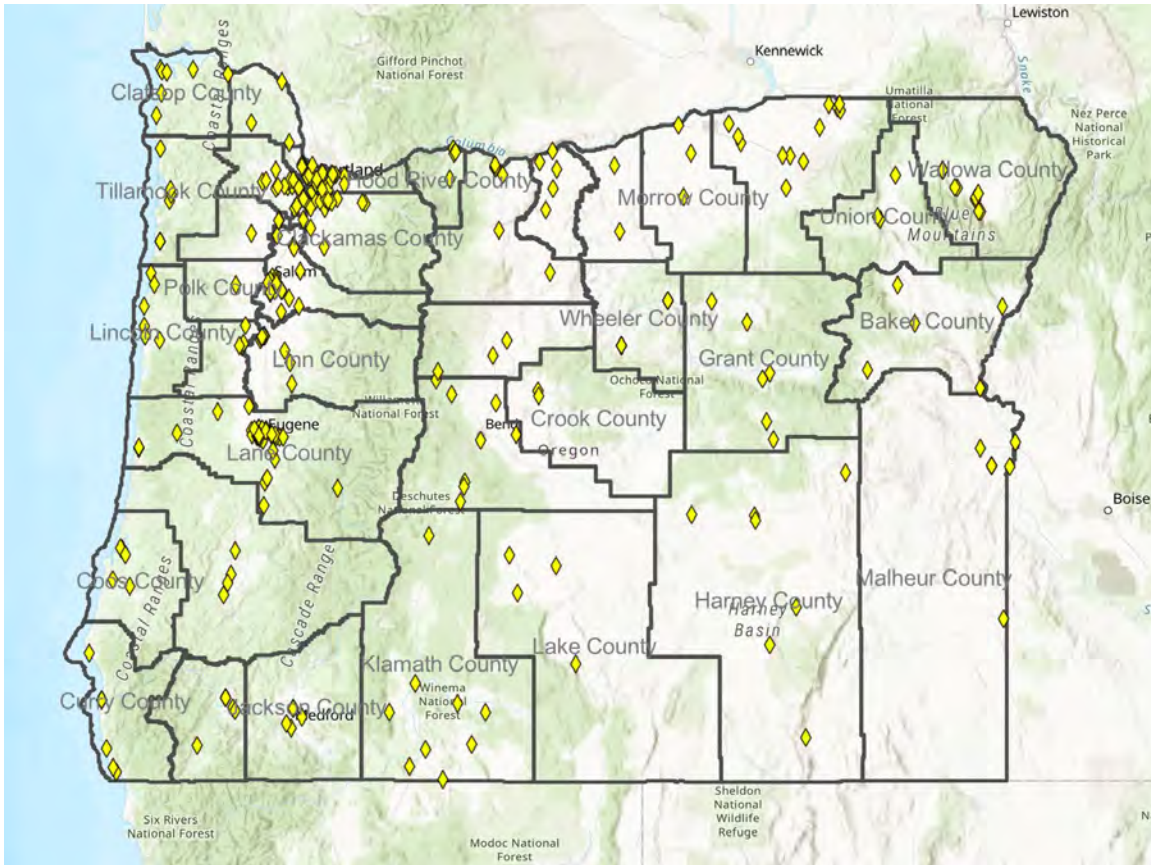 Lewiston
Kennewick
Gifford Pinchot
National Forest
Snake
Umatilla
National
Forest
Nez Perce
National
Historical
Park
Clatsop County
Coastal Ranges
Columbia
Hood River County
Wallowa County
Tillamook County
Morrow County
Union County
Blue
Mountains
Clackamas County
Salem
Polk County
Wheeler County
Baker County
Lincoln County
Linn County
Grant County
Coastal Range
Ochoco National
Forest
Willamette
National Forest
Crook County
Eugene
Bend
Oregon
Lane County
Deschutes
National Forest
Boise
Coos County
Malheur County
Harney County
Harney
Basin
Cascade Range
Coastal Ranges
Lake County
Klamath County
Winema
National
Forest
Curry County
Jackson County
Medford
Six Rivers
National Forest
Sheldon
National
Wildlife
Refuge
Modoc National
Forest